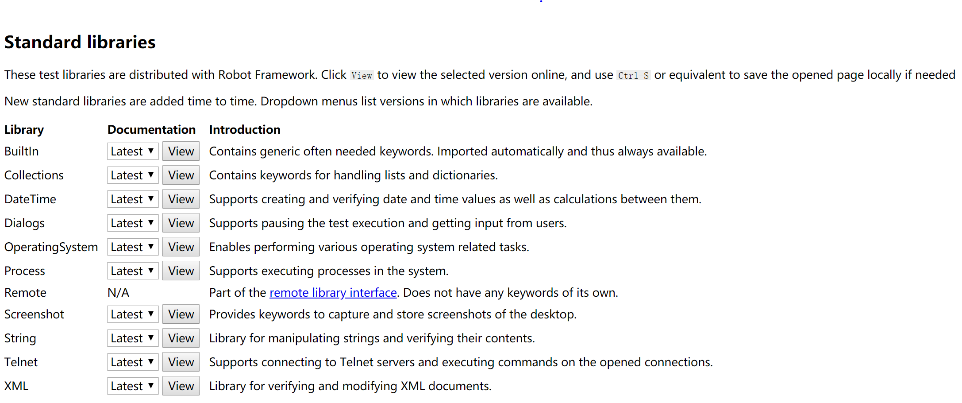 Standard libraries
These test libraries are distributed with Robot Framework. Click View to view the selected version online, and use Ctrl S or equivalent to save the opened page locally if needed
New standard libraries are added time to time. Dropdown menus list versions in which libraries are available.
Library Documentation Introduction
BuiltIn Latest ▼ View Contains generic often needed keywords. Imported automatically and thus always available.
Collections Latest ▼ View Contains keywords for handling lists and dictionaries.
DateTime Latest ▼ View Supports creating and verifying date and time values as well as calculations between them.
Dialogs Latest ▼ View Supports pausing the test execution and getting input from users.
OperatingSystem Latest ▼ View Enables performing various operating system related tasks.
Process Latest ▼ View Supports executing processes in the system.
Remote N/A Part of the remote library interface. Does not have any keywords of its own.
Screenshot Latest ▼ View Provides keywords to capture and store screenshots of the desktop.
String Latest ▼ View Library for manipulating strings and verifying their contents.
Telnet Latest ▼ View Supports connecting to Telnet servers and executing commands on the opened connections.
XML Latest ▼ View Library for verifying and modifying XML documents.